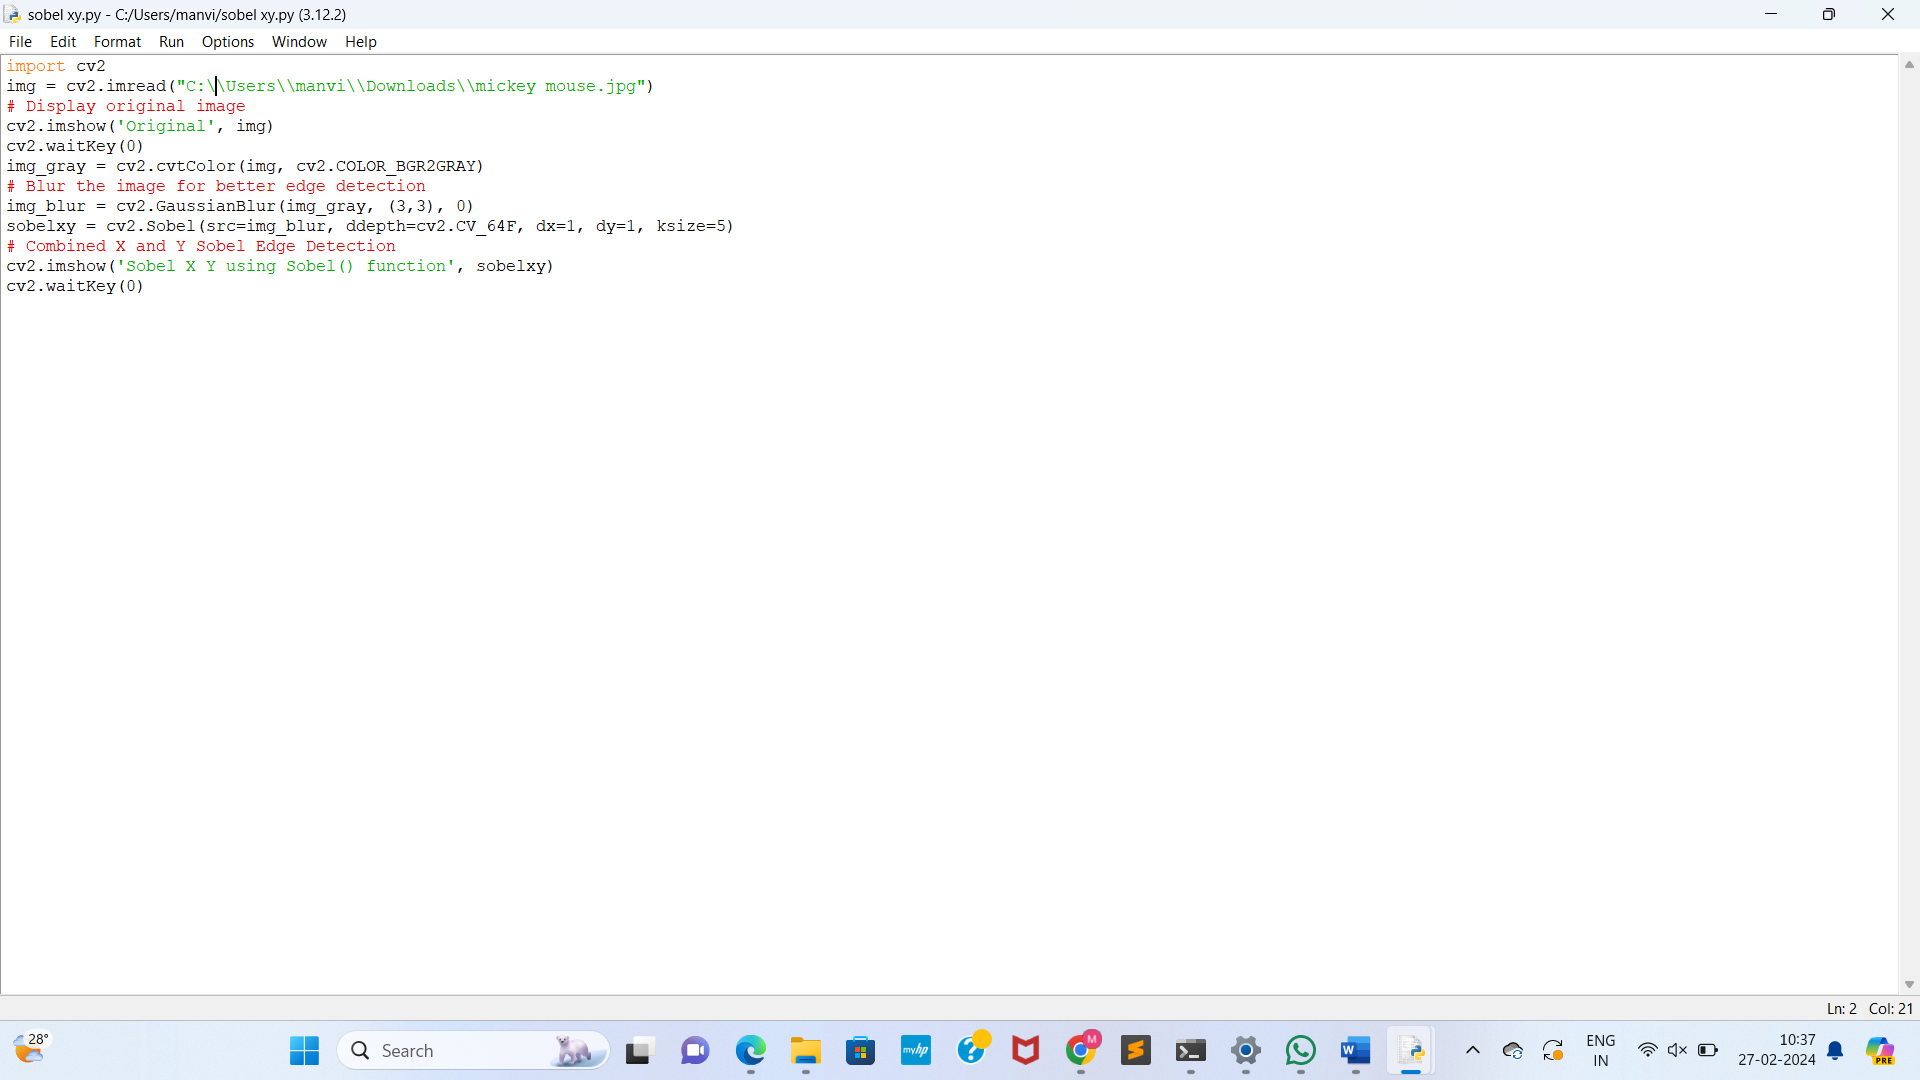 sobel xy.py - C:/Users/manvi/sobel xy.py (3.12.2)
File Edit Format Run Options Window Help
import cv2
img = cv2.imread("C:\\Users\\manvi\\Downloads\\mickey mouse.jpg")
# Display original image
cv2.imshow('Original', img)
cv2.waitKey(0)
img_gray = cv2.cvtColor(img, cv2.COLOR_BGR2GRAY)
# Blur the image for better edge detection
img_blur = cv2.GaussianBlur(img_gray, (3,3), 0)
sobelxy = cv2.Sobel(src=img_blur, ddepth=cv2.CV_64F, dx=1, dy=1, ksize=5)
# Combined X and Y Sobel Edge Detection
cv2.imshow('Sobel X Y using Sobel() function', sobelxy)
cv2.waitKey(0)
Ln: 2 Col: 21
28°
Search
myhp
M
W
ENG
IN
10:37
27-02-2024
PRE